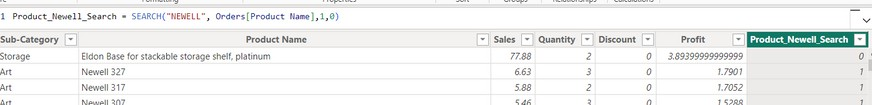 1 Product_Newell_Search = SEARCH("NEWELL", Orders[Product Name],1,0)
Sub-Category Product Name Sales Quantity Discount Profit Product_Newell_Search
Storage Eldon Base for stackable storage shelf, platinum 77.88 2 0 3.89399999999999 0
Art Newell 327 6.63 3 0 1.7901 1
Art Newell 317 5.88 2 0 1.7052 1
Art Newell 307 5.46 3 0 1.5288 1